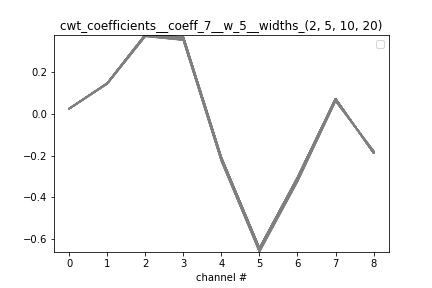 cwt_coefficients__coeff_7__w_5__widths_(2, 5, 10, 20)
0.2
0.0
−0.2
−0.4
−0.6
0 1 2 3 4 5 6 7 8
channel #